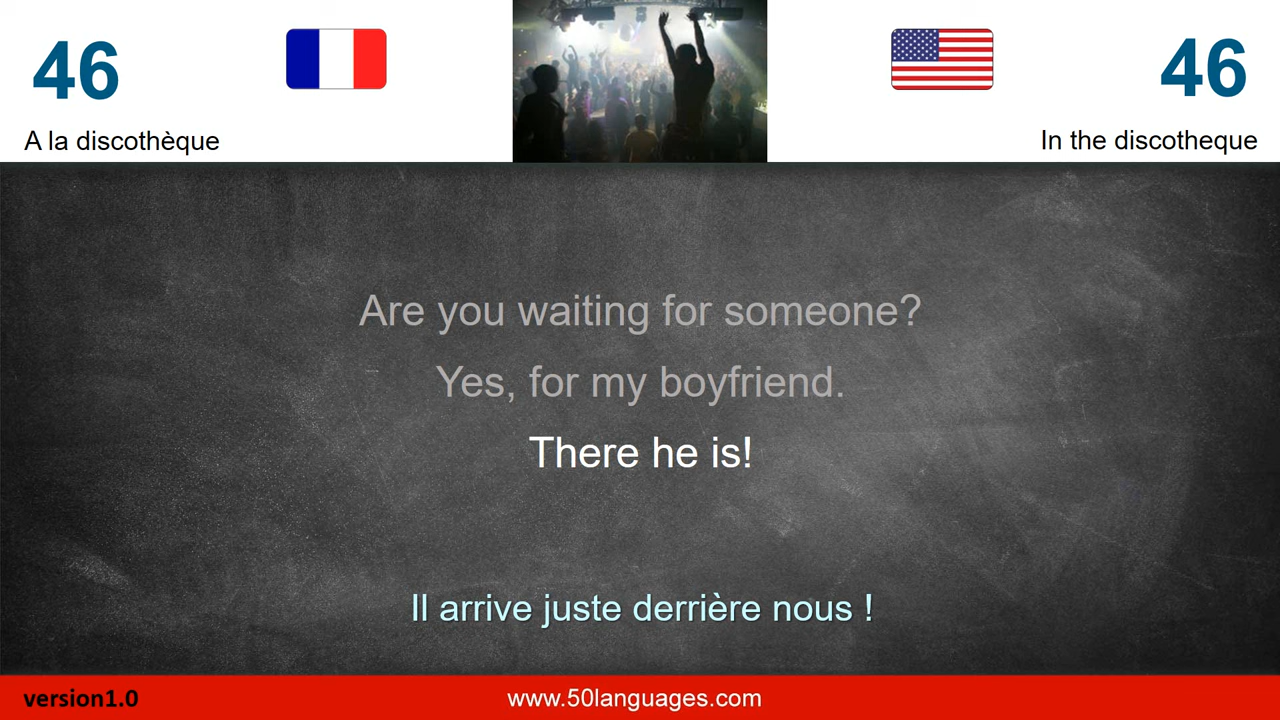 46
46
A la discothèque
In the discotheque
Are you waiting for someone?
Yes, for my boyfriend.
There he is!
Il arrive juste derrière nous !
version1.0
www.50languages.com